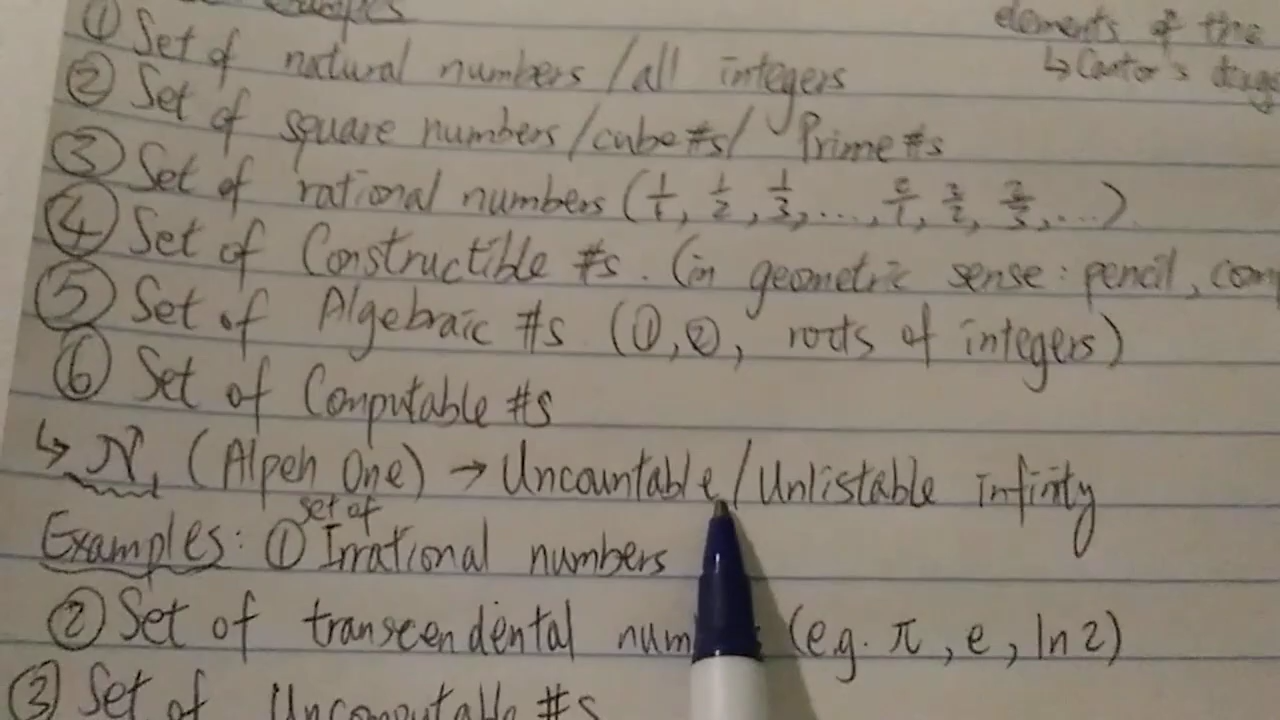 elements of the
① Set of natural numbers / all integers
↳ Cantor's
② Set of square numbers / cube #s / Prime #s
③ Set of rational numbers (1/1, 1/2, 1/3, ..., 2/1, 2/2, 2/3, ...)
④ Set of Constructible #s. (in geometric sense: pencil, com
⑤ Set of Algebraic #s (①,②, roots of integers)
⑥ Set of Computable #s
↳ ℵ₁ (Alpeh One) → Uncountable / Unlistable infinity
Examples: ① set of Irrational numbers
② Set of transcendental num (e.g. π, e, ln 2)
③ Set of Uncomputable #s